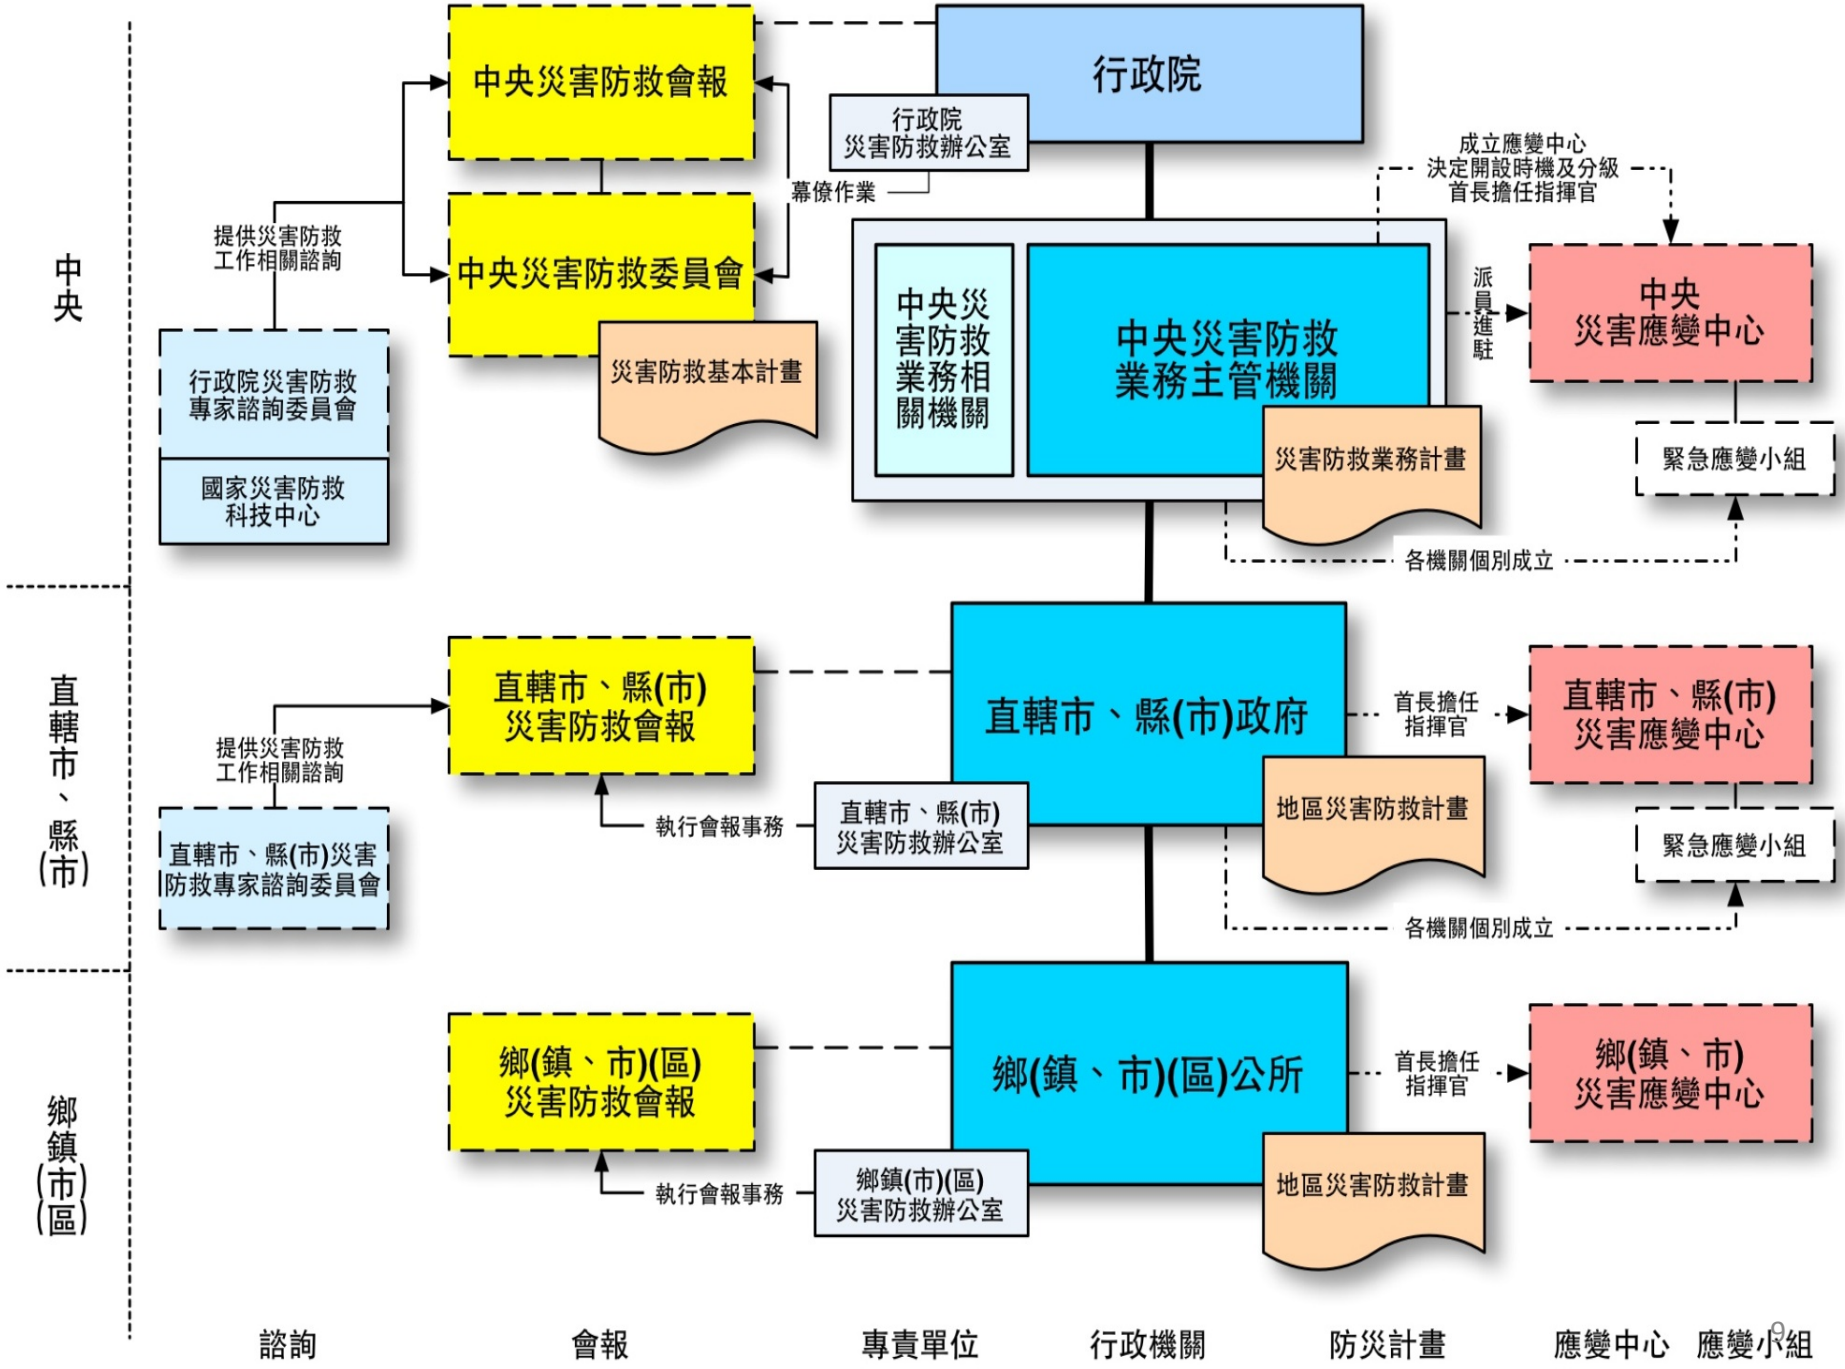 中央災害防救會報
行政院
行政院
災害防救辦公室
幕僚作業
成立應變中心
決定開設時機及分級
首長擔任指揮官
提供災害防救
工作相關諮詢
中央
中央災害防救委員會
災害防救基本計畫
行政院災害防救
專家諮詢委員會
國家災害防救
科技中心
中央災
害防救
業務相
關機關
中央災害防救
業務主管機關
災害防救業務計畫
派員進駐
中央
災害應變中心
緊急應變小組
各機關個別成立
直轄市、縣(市)
提供災害防救
工作相關諮詢
直轄市、縣(市)災害
防救專家諮詢委員會
直轄市、縣(市)
災害防救會報
執行會報事務
直轄市、縣(市)
災害防救辦公室
直轄市、縣(市)政府
地區災害防救計畫
首長擔任
指揮官
直轄市、縣(市)
災害應變中心
緊急應變小組
各機關個別成立
鄉鎮(市)(區)
鄉(鎮、市)(區)
災害防救會報
執行會報事務
鄉鎮(市)(區)
災害防救辦公室
鄉(鎮、市)(區)公所
地區災害防救計畫
首長擔任
指揮官
鄉(鎮、市)
災害應變中心
諮詢
會報
專責單位
行政機關
防災計畫
應變中心
應變小組
9